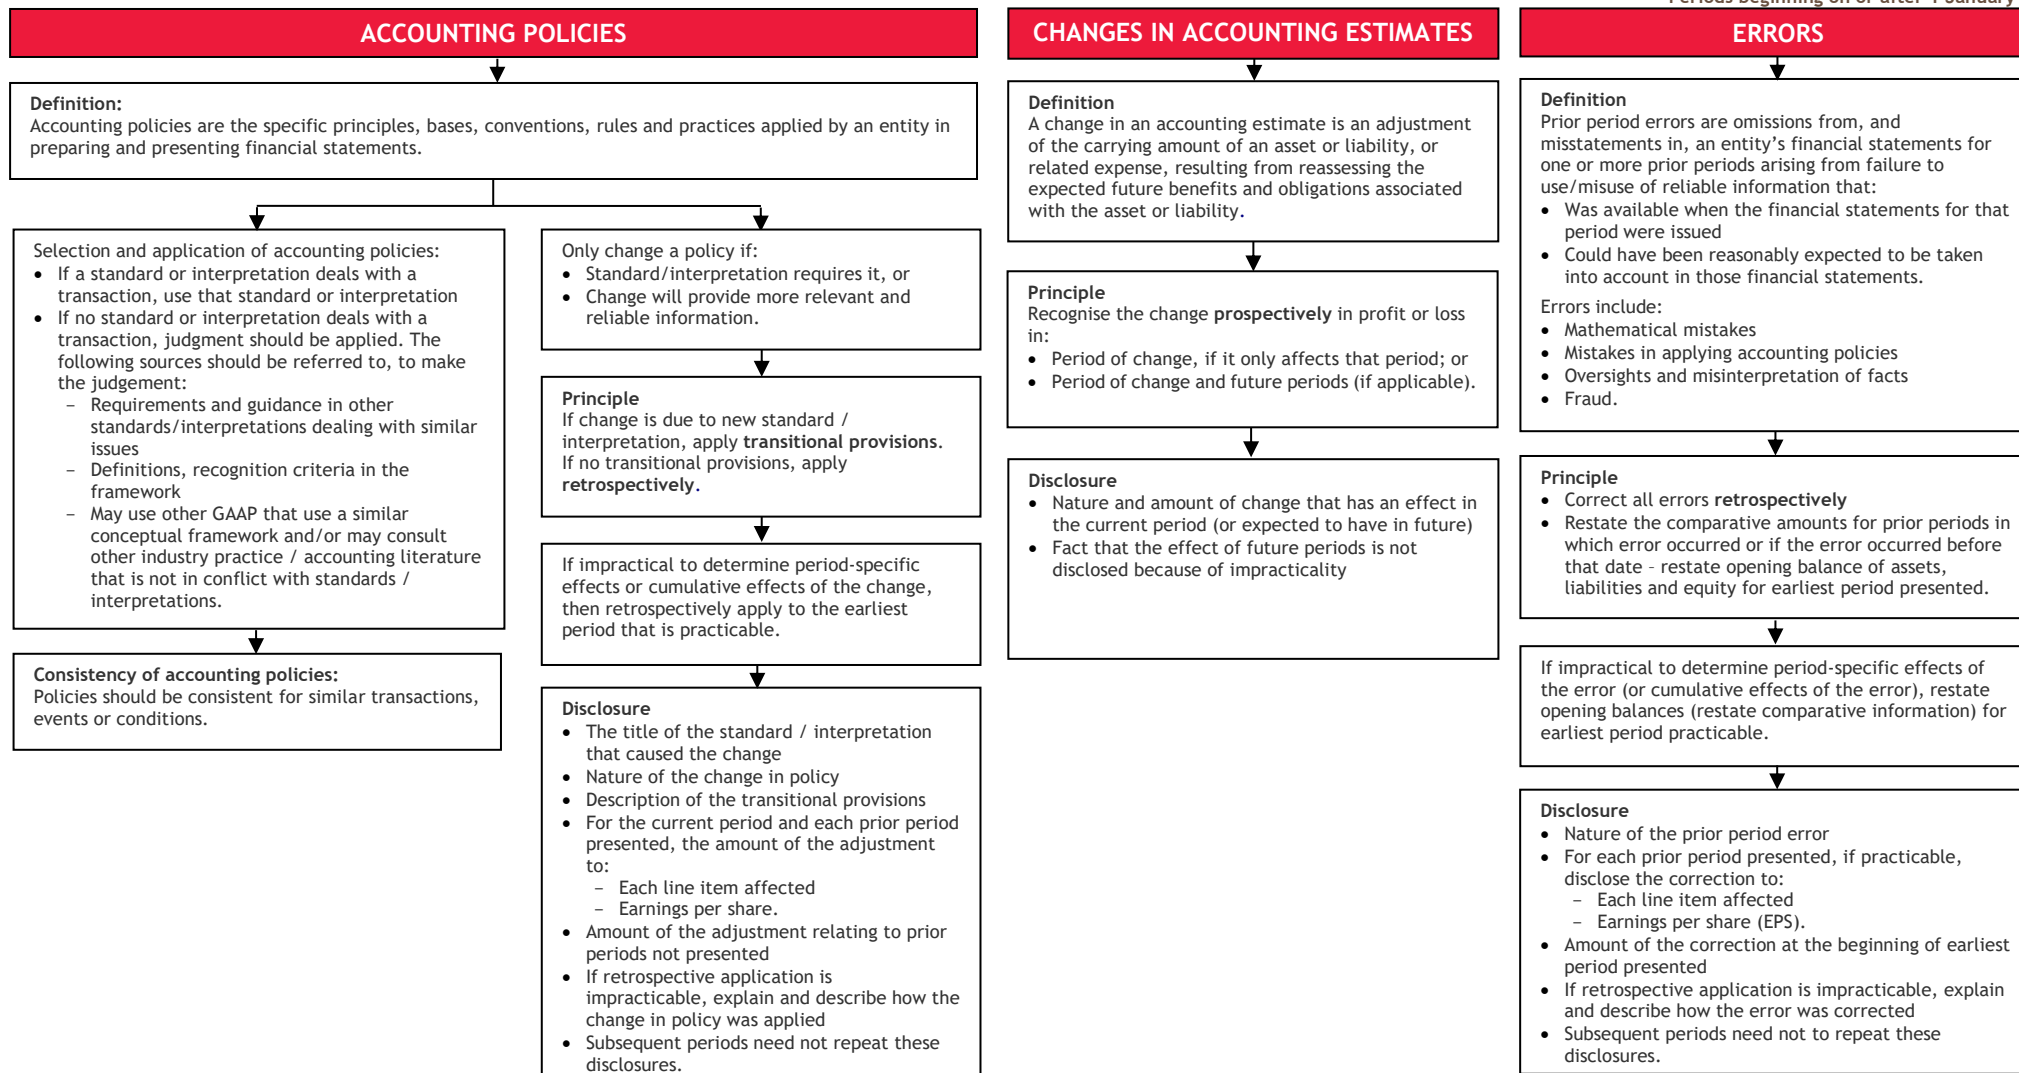 Periods beginning on or after 1 January
ACCOUNTING POLICIES
Definition:
Accounting policies are the specific principles, bases, conventions, rules and practices applied by an entity in
preparing and presenting financial statements.
Selection and application of accounting policies:
• If a standard or interpretation deals with a
transaction, use that standard or interpretation
• If no standard or interpretation deals with a
transaction, judgment should be applied. The
following sources should be referred to, to make
the judgement:
– Requirements and guidance in other
standards/interpretations dealing with similar
issues
– Definitions, recognition criteria in the
framework
– May use other GAAP that use a similar
conceptual framework and/or may consult
other industry practice / accounting literature
that is not in conflict with standards /
interpretations.
Consistency of accounting policies:
Policies should be consistent for similar transactions,
events or conditions.
Only change a policy if:
• Standard/interpretation requires it, or
• Change will provide more relevant and
reliable information.
Principle
If change is due to new standard /
interpretation, apply transitional provisions.
If no transitional provisions, apply
retrospectively.
If impractical to determine period-specific
effects or cumulative effects of the change,
then retrospectively apply to the earliest
period that is practicable.
Disclosure
• The title of the standard / interpretation
that caused the change
• Nature of the change in policy
• Description of the transitional provisions
• For the current period and each prior period
presented, the amount of the adjustment
to:
– Each line item affected
– Earnings per share.
• Amount of the adjustment relating to prior
periods not presented
• If retrospective application is
impracticable, explain and describe how the
change in policy was applied
• Subsequent periods need not repeat these
disclosures.
CHANGES IN ACCOUNTING ESTIMATES
Definition
A change in an accounting estimate is an adjustment
of the carrying amount of an asset or liability, or
related expense, resulting from reassessing the
expected future benefits and obligations associated
with the asset or liability.
Principle
Recognise the change prospectively in profit or loss
in:
• Period of change, if it only affects that period; or
• Period of change and future periods (if applicable).
Disclosure
• Nature and amount of change that has an effect in
the current period (or expected to have in future)
• Fact that the effect of future periods is not
disclosed because of impracticality
ERRORS
Definition
Prior period errors are omissions from, and
misstatements in, an entity’s financial statements for
one or more prior periods arising from failure to
use/misuse of reliable information that:
• Was available when the financial statements for that
period were issued
• Could have been reasonably expected to be taken
into account in those financial statements.
Errors include:
• Mathematical mistakes
• Mistakes in applying accounting policies
• Oversights and misinterpretation of facts
• Fraud.
Principle
• Correct all errors retrospectively
• Restate the comparative amounts for prior periods in
which error occurred or if the error occurred before
that date – restate opening balance of assets,
liabilities and equity for earliest period presented.
If impractical to determine period-specific effects of
the error (or cumulative effects of the error), restate
opening balances (restate comparative information) for
earliest period practicable.
Disclosure
• Nature of the prior period error
• For each prior period presented, if practicable,
disclose the correction to:
– Each line item affected
– Earnings per share (EPS).
• Amount of the correction at the beginning of earliest
period presented
• If retrospective application is impracticable, explain
and describe how the error was corrected
• Subsequent periods need not to repeat these
disclosures.